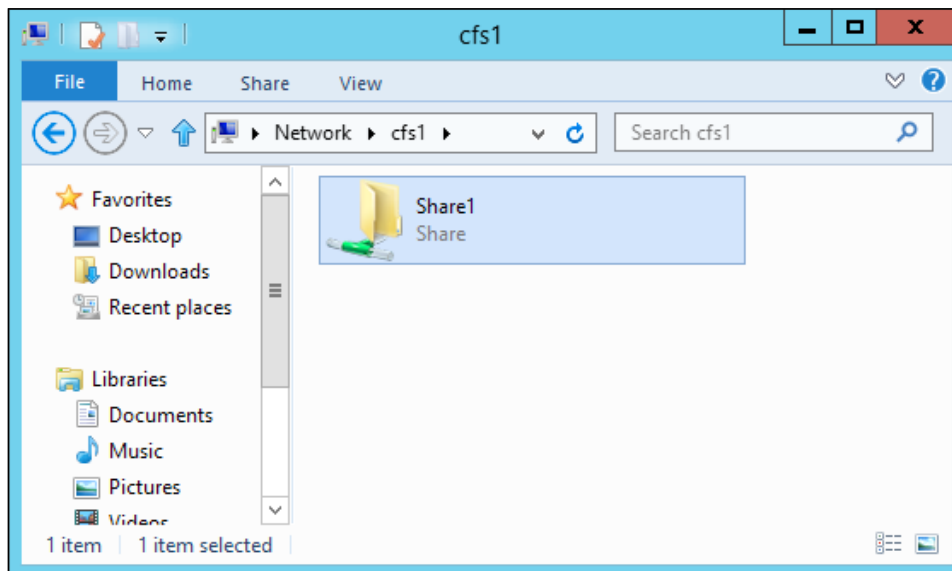 cfs1
File Home Share View
Network cfs1 Search cfs1
Favorites
Desktop
Downloads
Recent places
Libraries
Documents
Music
Pictures
Videos
Share1
Share
1 item 1 item selected